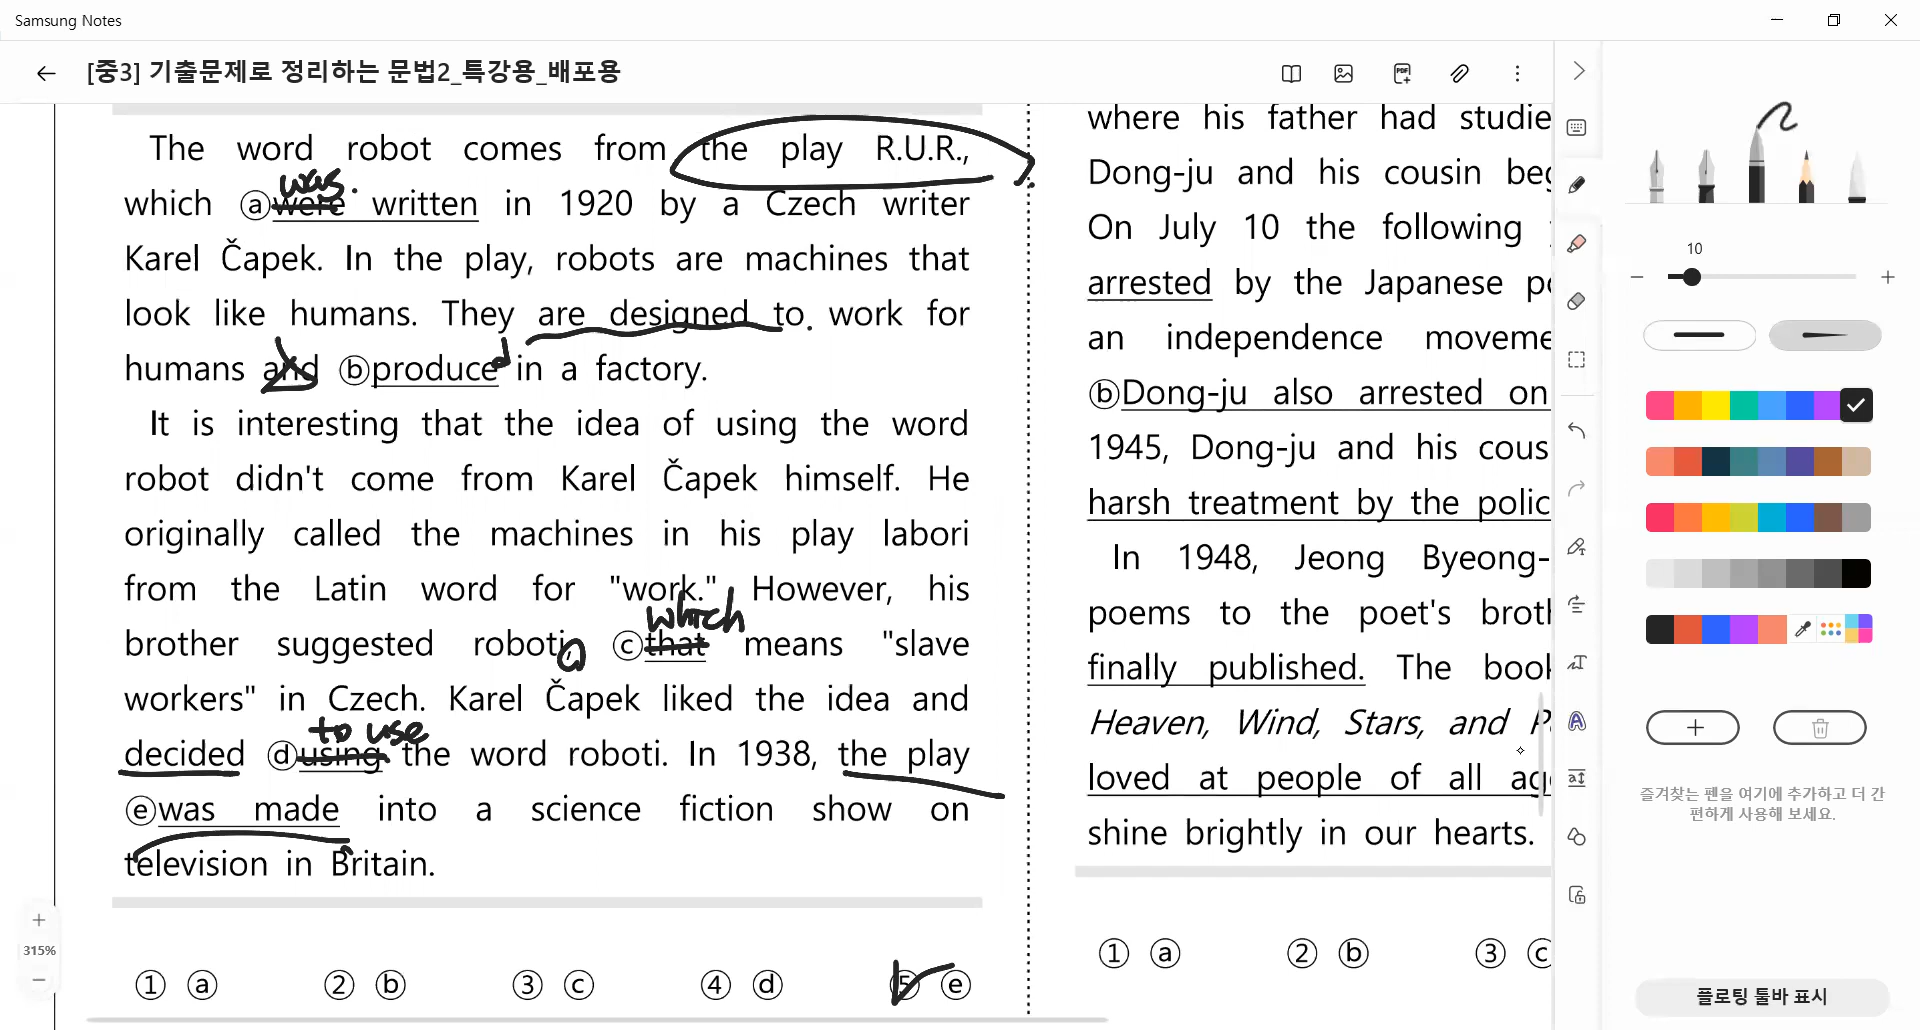 Samsung Notes
[중3] 기출문제로 정리하는 문법2_특강용_배포용
The word robot comes from the play R.U.R.,
was.
which ⓐwere written in 1920 by a Czech writer
Karel Čapek. In the play, robots are machines that
look like humans. They are designed to. work for
humans and ⓑproduced in a factory.
It is interesting that the idea of using the word
robot didn't come from Karel Čapek himself. He
originally called the machines in his play labori
from the Latin word for "work." However, his
which
brother suggested roboti, ⓒthat means "slave
workers" in Czech. Karel Čapek liked the idea and
to use
decided ⓓusing the word roboti. In 1938, the play
ⓔwas made into a science fiction show on
television in Britain.
① ⓐ ② ⓑ ③ ⓒ ④ ⓓ ⑤ ⓔ
where his father had studie
Dong-ju and his cousin beg
On July 10 the following
arrested by the Japanese po
an independence moveme
ⓑDong-ju also arrested on
1945, Dong-ju and his cous
harsh treatment by the polic
In 1948, Jeong Byeong-
poems to the poet's broth
finally published. The book
Heaven, Wind, Stars, and P
loved at people of all ag
shine brightly in our hearts.
① ⓐ ② ⓑ ③ ⓒ
315%
10
즐겨찾는 펜을 여기에 추가하고 더 간
편하게 사용해 보세요.
플로팅 툴바 표시